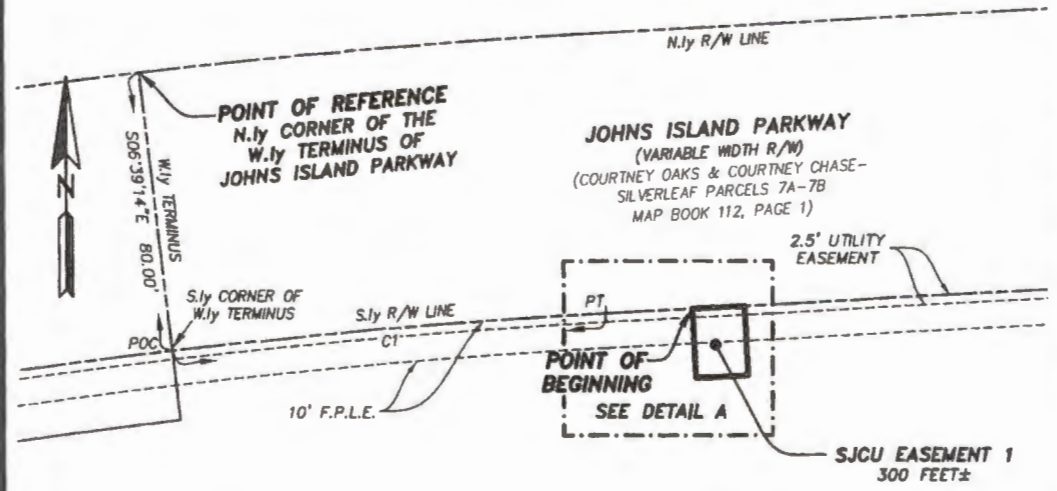 N.ly R/W LINE
POINT OF REFERENCE
N.ly CORNER OF THE
W.ly TERMINUS OF
JOHNS ISLAND PARKWAY
JOHNS ISLAND PARKWAY
(VARIABLE WIDTH R/W)
(COURTNEY OAKS & COURTNEY CHASE-
SILVERLEAF PARCELS 7A-7B
MAP BOOK 112, PAGE 1)
N
S06°39'14"E 80.00'
W.ly TERMINUS
2.5' UTILITY
EASEMENT
S.ly CORNER OF
W.ly TERMINUS
S.ly R/W LINE
PT
POC
C1
POINT OF
BEGINNING
10' F.P.L.E.
SEE DETAIL A
SJCU EASEMENT 1
300 FEET±